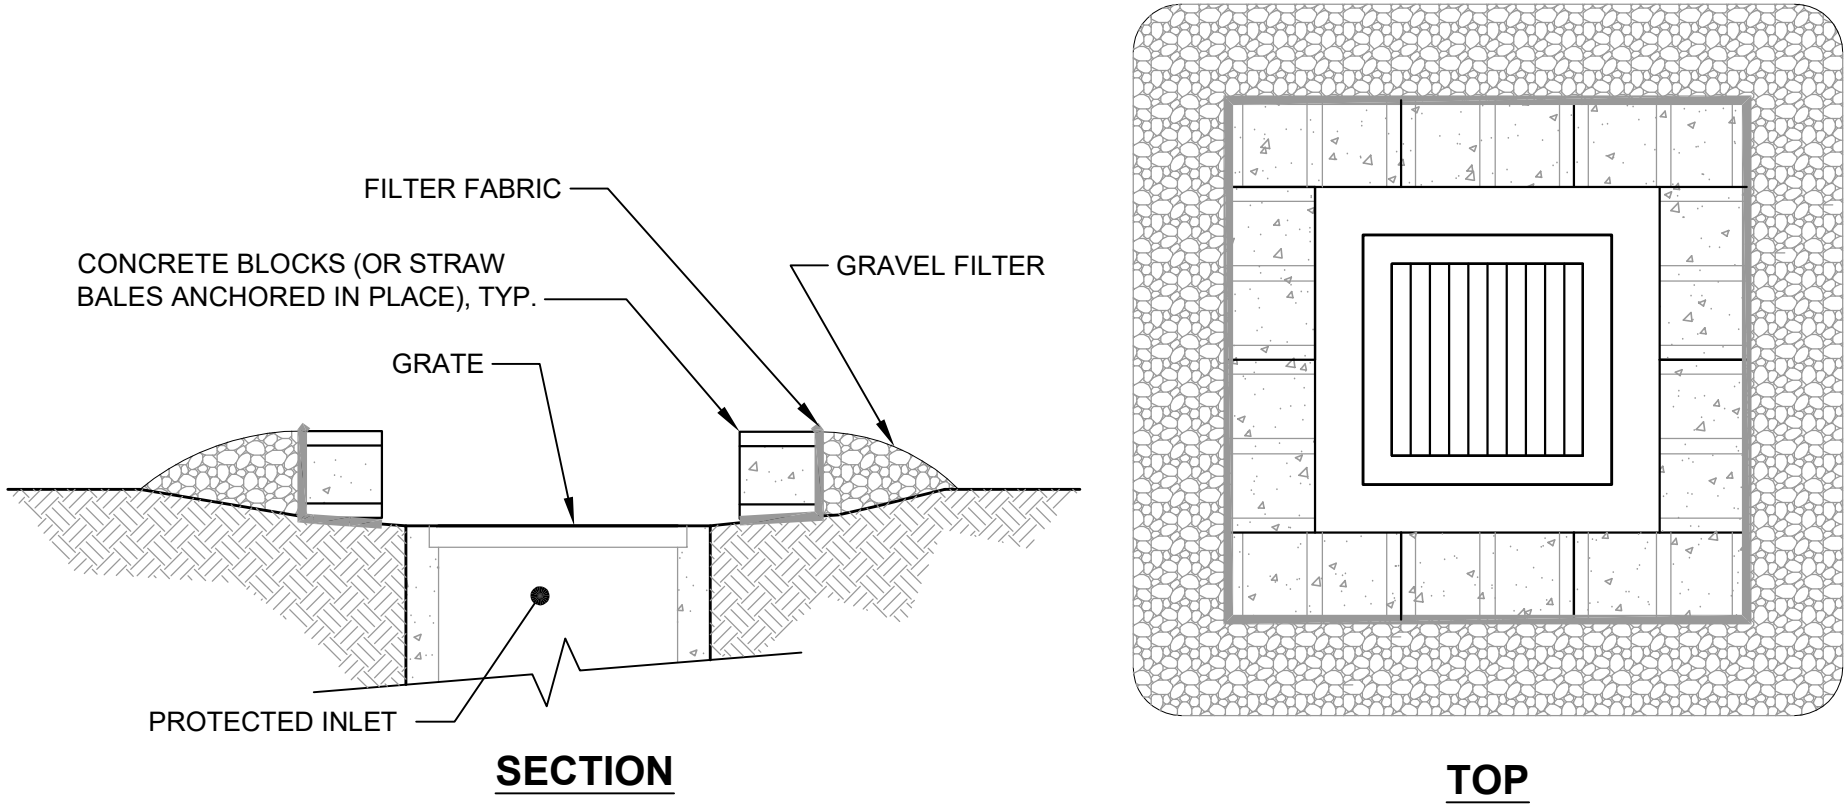 FILTER FABRIC
CONCRETE BLOCKS (OR STRAW
BALES ANCHORED IN PLACE), TYP.
GRAVEL FILTER
GRATE
PROTECTED INLET
SECTION
TOP